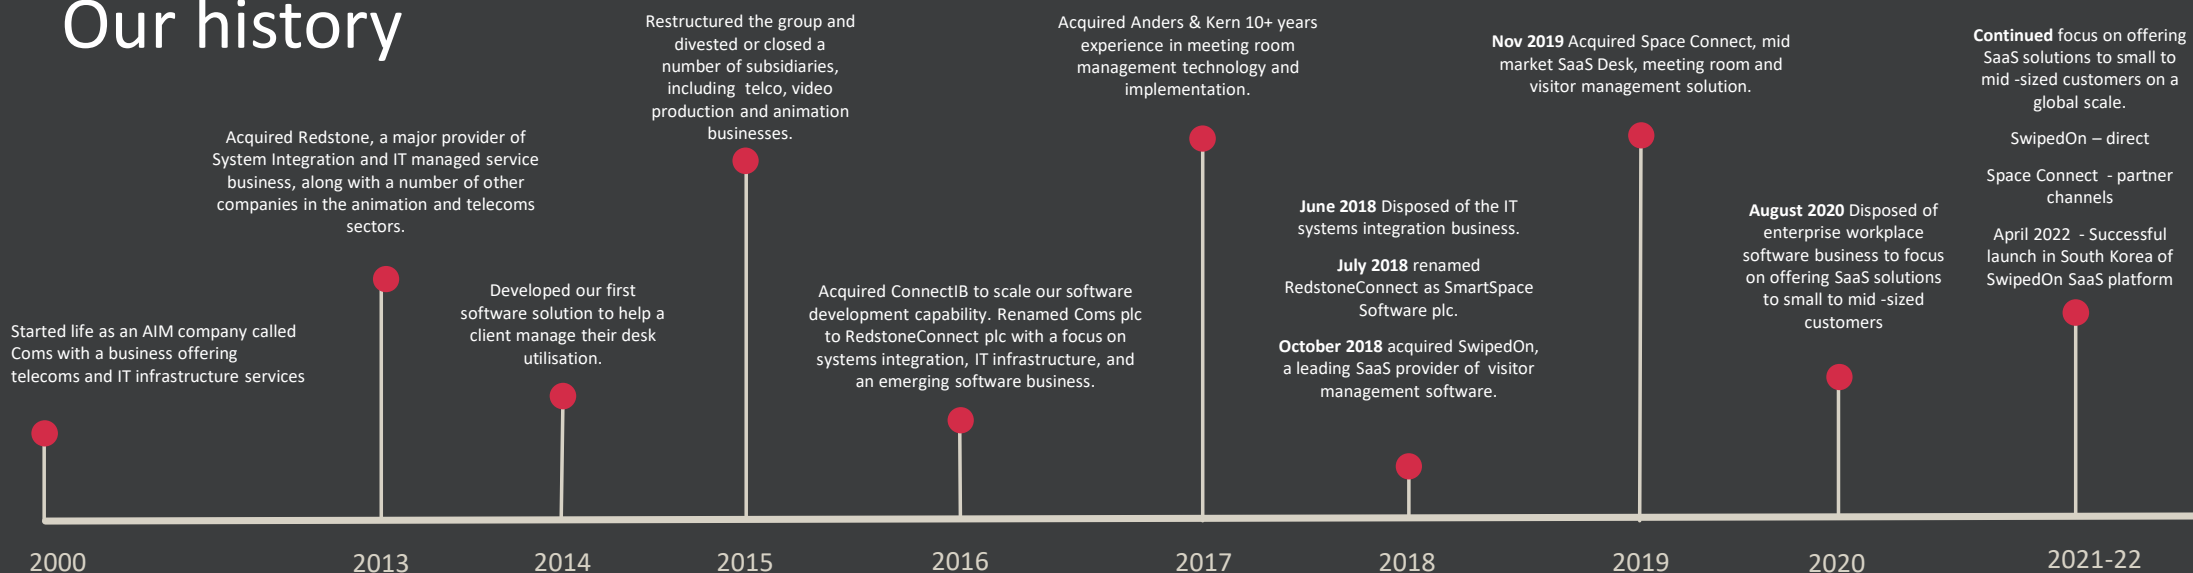 Our history
Started life as an AIM company called
Coms with a business offering
telecoms and IT infrastructure services
2000
Acquired Redstone, a major provider of
System Integration and IT managed service
business, along with a number of other
companies in the animation and telecoms
sectors.
2013
Developed our first
software solution to help a
client manage their desk
utilisation.
2014
Restructured the group and
divested or closed a
number of subsidiaries,
including telco, video
production and animation
businesses.
2015
Acquired ConnectIB to scale our software
development capability. Renamed Coms plc
to RedstoneConnect plc with a focus on
systems integration, IT infrastructure, and
an emerging software business.
2016
Acquired Anders & Kern 10+ years
experience in meeting room
management technology and
implementation.
2017
June 2018 Disposed of the IT
systems integration business.
July 2018 renamed
RedstoneConnect as SmartSpace
Software plc.
October 2018 acquired SwipedOn,
a leading SaaS provider of visitor
management software.
2018
Nov 2019 Acquired Space Connect, mid
market SaaS Desk, meeting room and
visitor management solution.
2019
August 2020 Disposed of
enterprise workplace
software business to focus
on offering SaaS solutions
to small to mid -sized
customers
2020
Continued focus on offering
SaaS solutions to small to
mid -sized customers on a
global scale.
SwipedOn – direct
Space Connect - partner
channels
April 2022 - Successful
launch in South Korea of
SwipedOn SaaS platform
2021-22